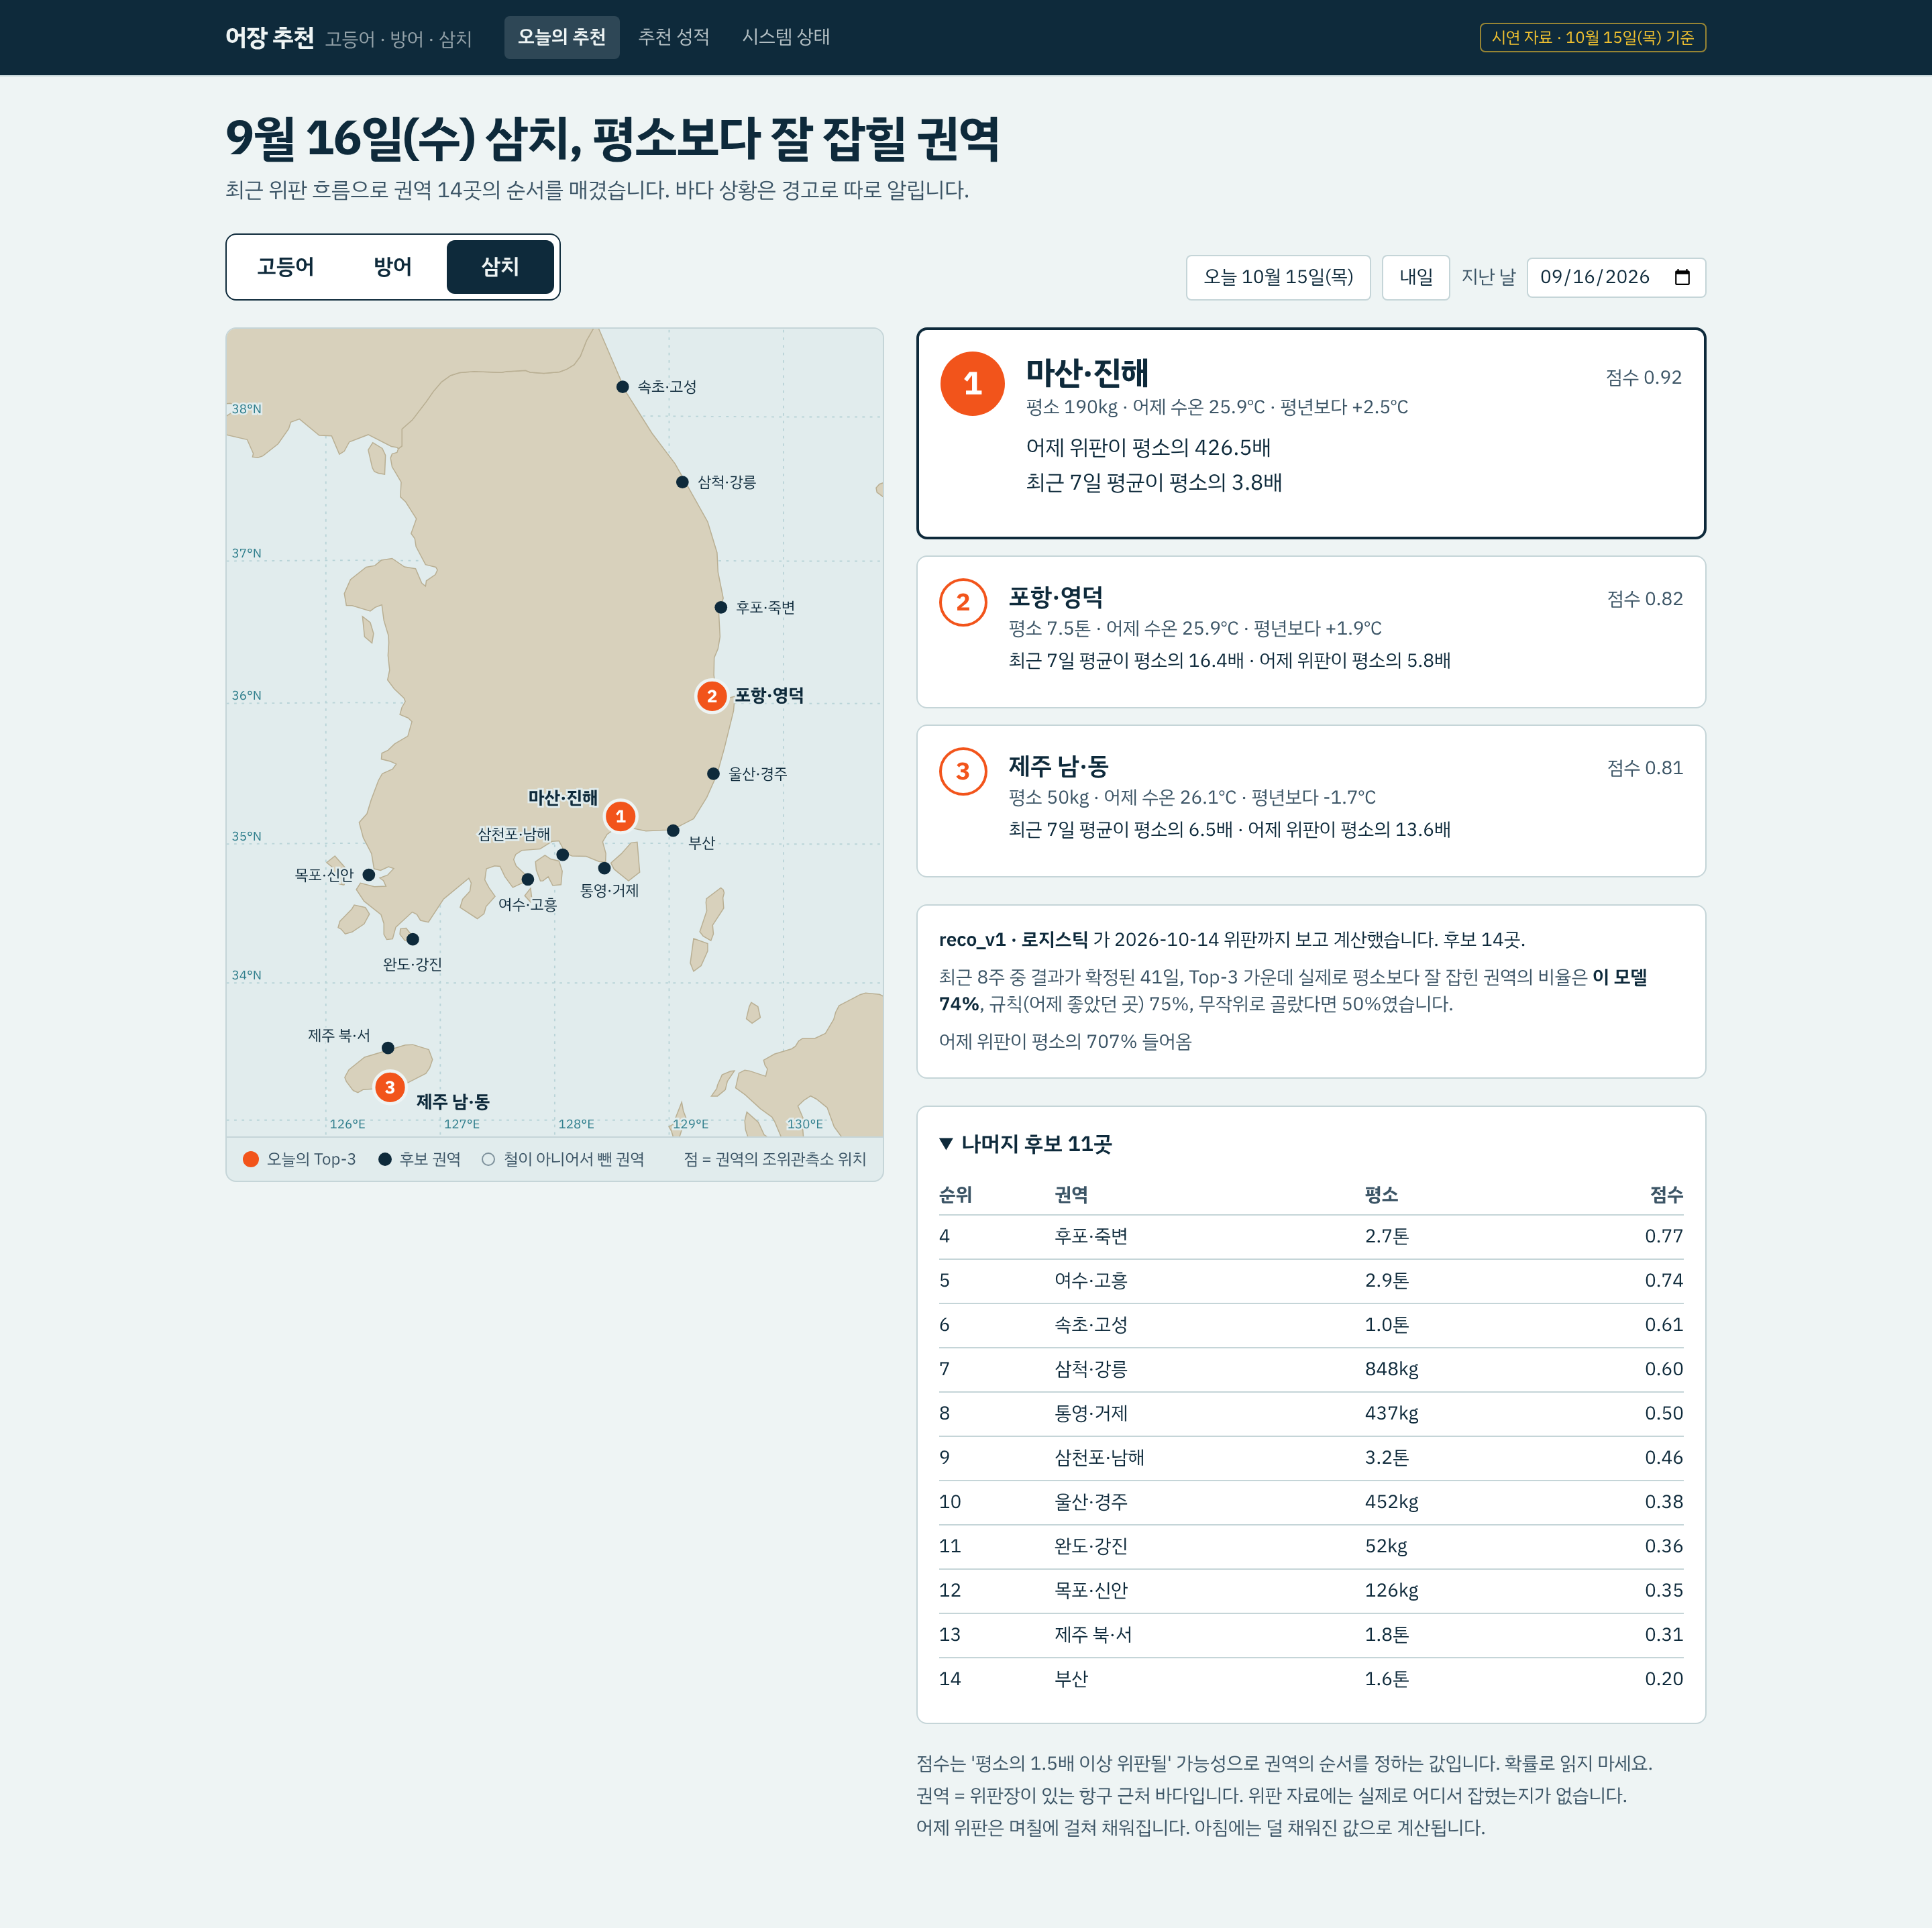 어장 추천 고등어 · 방어 · 삼치 오늘의 추천 추천 성적 시스템 상태 시연 자료 · 10월 15일(목) 기준
9월 16일(수) 삼치, 평소보다 잘 잡힐 권역
최근 위판 흐름으로 권역 14곳의 순서를 매겼습니다. 바다 상황은 경고로 따로 알립니다.
고등어 방어 삼치
오늘 10월 15일(목) 내일 지난 날 09/16/2026
속초·고성
38°N
삼척·강릉
37°N
후포·죽변
36°N
2 포항·영덕
울산·경주
마산·진해
1
삼천포·남해
35°N
부산
목포·신안
통영·거제
여수·고흥
완도·강진
34°N
제주 북·서
3
제주 남·동
126°E 127°E 128°E 129°E 130°E
오늘의 Top-3 후보 권역 철이 아니어서 뺀 권역 점 = 권역의 조위관측소 위치
1 마산·진해 점수 0.92
평소 190kg · 어제 수온 25.9°C · 평년보다 +2.5°C
어제 위판이 평소의 426.5배
최근 7일 평균이 평소의 3.8배
2 포항·영덕 점수 0.82
평소 7.5톤 · 어제 수온 25.9°C · 평년보다 +1.9°C
최근 7일 평균이 평소의 16.4배 · 어제 위판이 평소의 5.8배
3 제주 남·동 점수 0.81
평소 50kg · 어제 수온 26.1°C · 평년보다 -1.7°C
최근 7일 평균이 평소의 6.5배 · 어제 위판이 평소의 13.6배
reco_v1 · 로지스틱 가 2026-10-14 위판까지 보고 계산했습니다. 후보 14곳.
최근 8주 중 결과가 확정된 41일, Top-3 가운데 실제로 평소보다 잘 잡힌 권역의 비율은 이 모델
74%, 규칙(어제 좋았던 곳) 75%, 무작위로 골랐다면 50%였습니다.
어제 위판이 평소의 707% 들어옴
▼ 나머지 후보 11곳
순위 권역 평소 점수
4 후포·죽변 2.7톤 0.77
5 여수·고흥 2.9톤 0.74
6 속초·고성 1.0톤 0.61
7 삼척·강릉 848kg 0.60
8 통영·거제 437kg 0.50
9 삼천포·남해 3.2톤 0.46
10 울산·경주 452kg 0.38
11 완도·강진 52kg 0.36
12 목포·신안 126kg 0.35
13 제주 북·서 1.8톤 0.31
14 부산 1.6톤 0.20
점수는 '평소의 1.5배 이상 위판될' 가능성으로 권역의 순서를 정하는 값입니다. 확률로 읽지 마세요.
권역 = 위판장이 있는 항구 근처 바다입니다. 위판 자료에는 실제로 어디서 잡혔는지가 없습니다.
어제 위판은 며칠에 걸쳐 채워집니다. 아침에는 덜 채워진 값으로 계산됩니다.